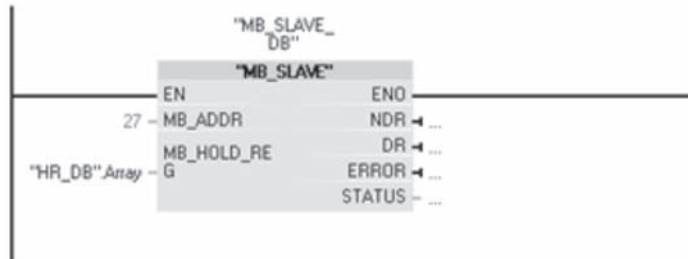 "MB_SLAVE_
DB"
"MB_SLAVE"
EN ENO
27 MB_ADDR NDR ...
DR ...
MB_HOLD_RE
"HR_DB".Array G ERROR ...
STATUS ...